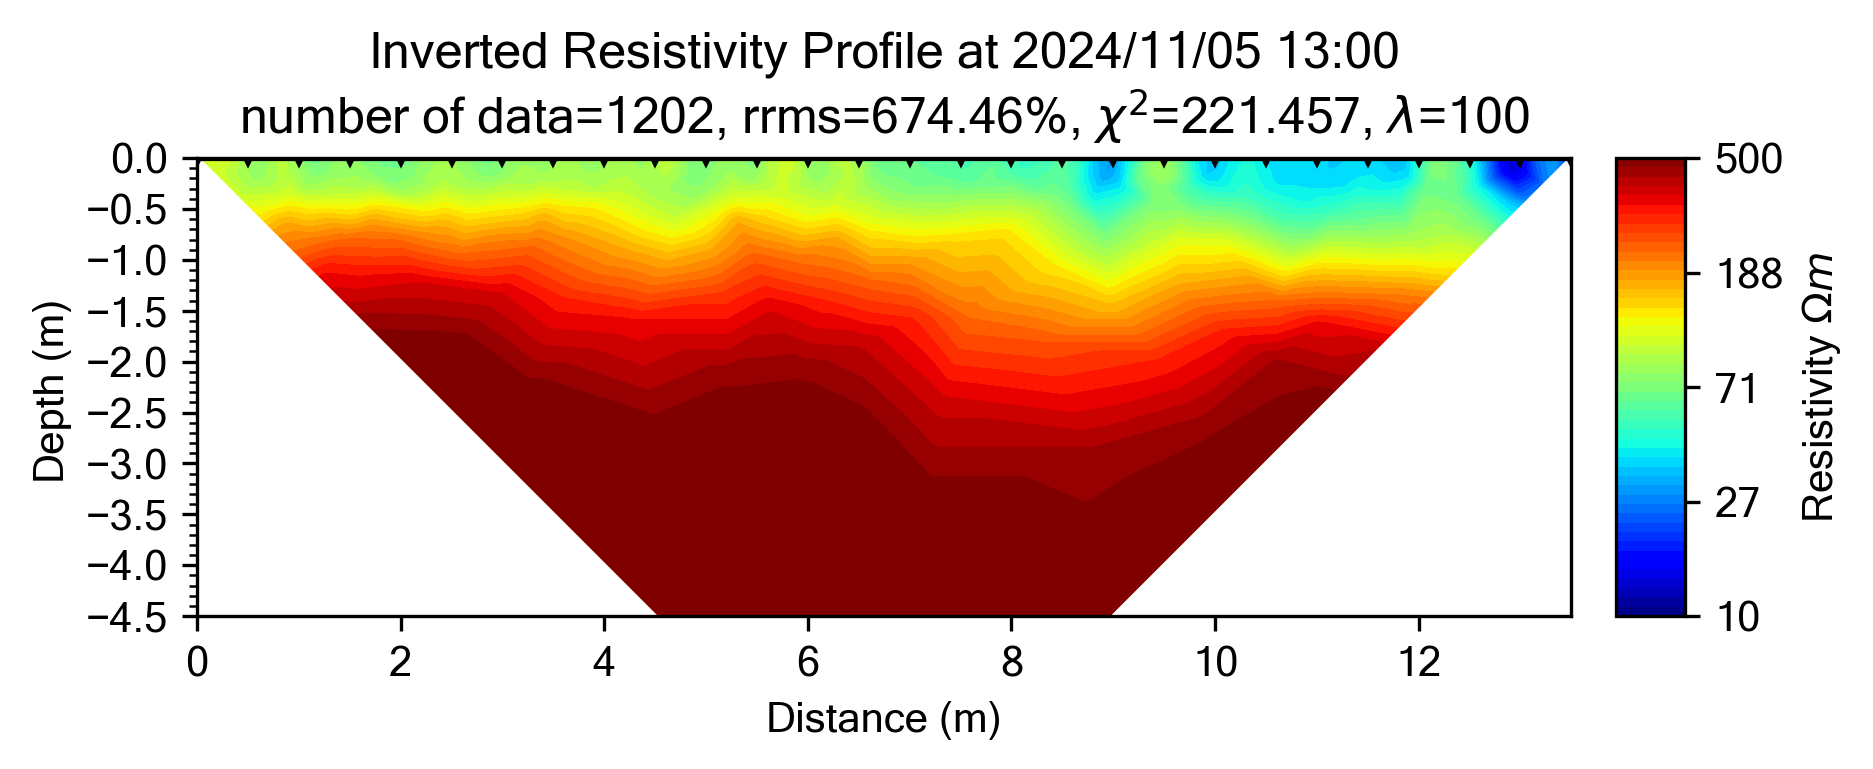 Inverted Resistivity Profile at 2024/11/05 13:00
number of data=1202, rrms=674.46%, χ²=221.457, λ=100
0.0
−0.5
−1.0
−1.5
−2.0
−2.5
−3.0
−3.5
−4.0
−4.5
Depth (m)
0 2 4 6 8 10 12
Distance (m)
500
188
71
27
10
Resistivity Ωm